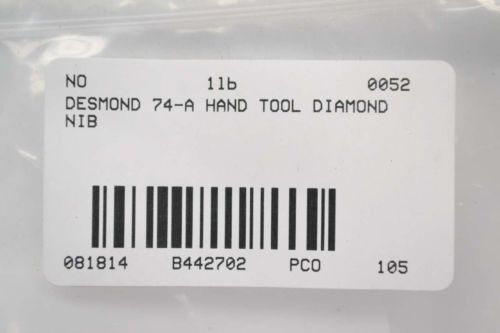 NO 1lb 0052
DESMOND 74-A HAND TOOL DIAMOND
NIB
081814 B442702 PCO 105